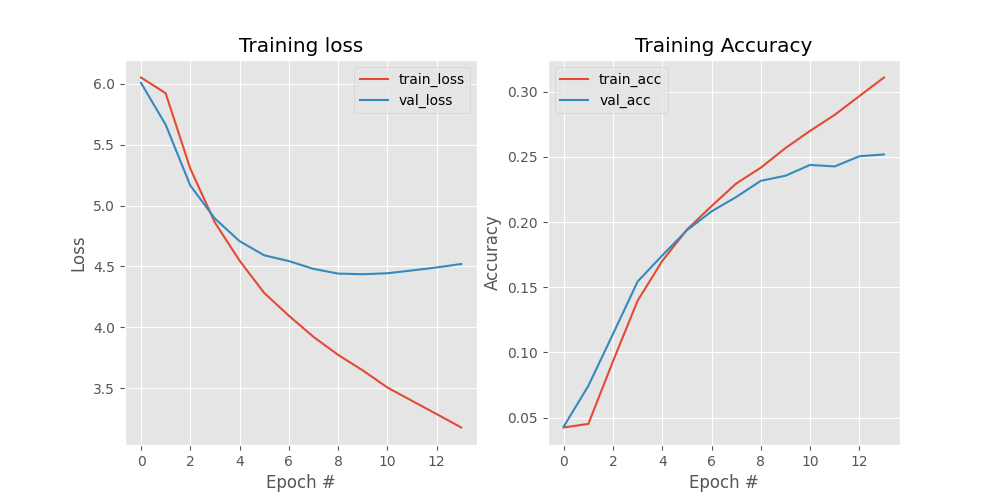 Training loss
train_loss
val_loss
6.0
5.5
5.0
4.5
4.0
3.5
Loss
0
2
4
6
8
10
12
Epoch #
Training Accuracy
train_acc
val_acc
0.30
0.25
0.20
0.15
0.10
0.05
Accuracy
0
2
4
6
8
10
12
Epoch #